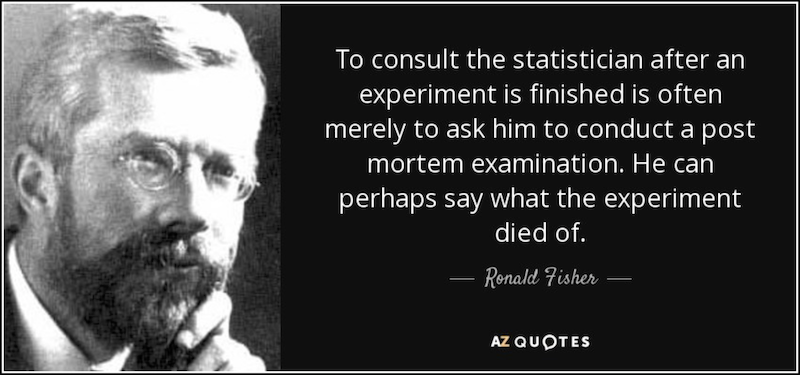 To consult the statistician after an
experiment is finished is often
merely to ask him to conduct a post
mortem examination. He can
perhaps say what the experiment
died of.
Ronald Fisher
AZ QUOTES